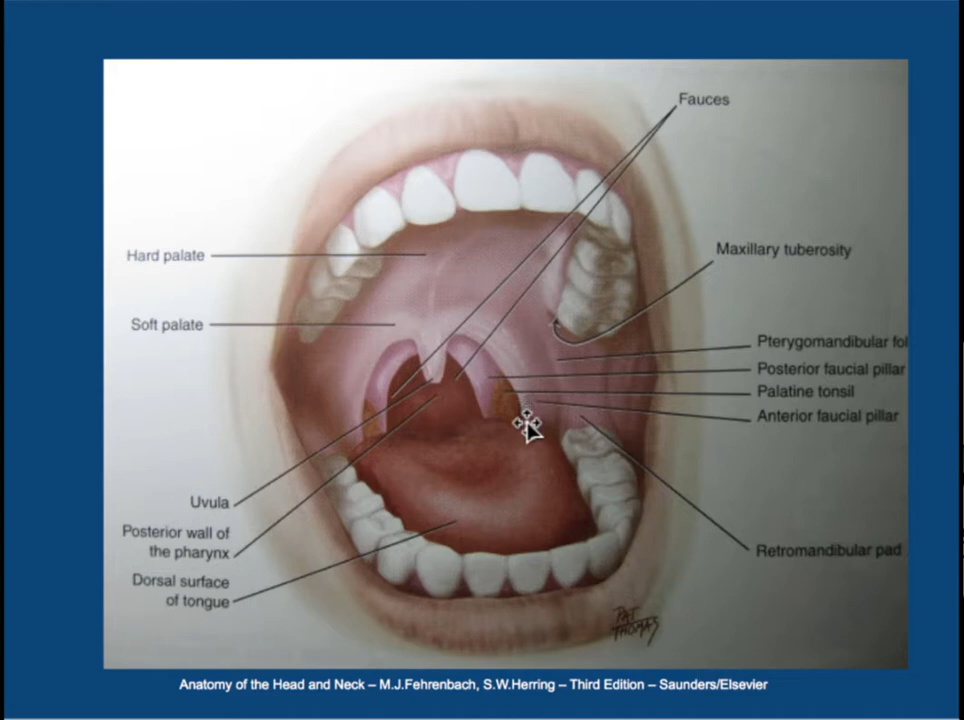 Fauces
Hard palate
Maxillary tuberosity
Soft palate
Pterygomandibular fol
Posterior faucial pillar
Palatine tonsil
Anterior faucial pillar
Uvula
Posterior wall of
the pharynx
Retromandibular pad
Dorsal surface
of tongue
PAT
THOMAS
Anatomy of the Head and Neck – M.J.Fehrenbach, S.W.Herring – Third Edition – Saunders/Elsevier